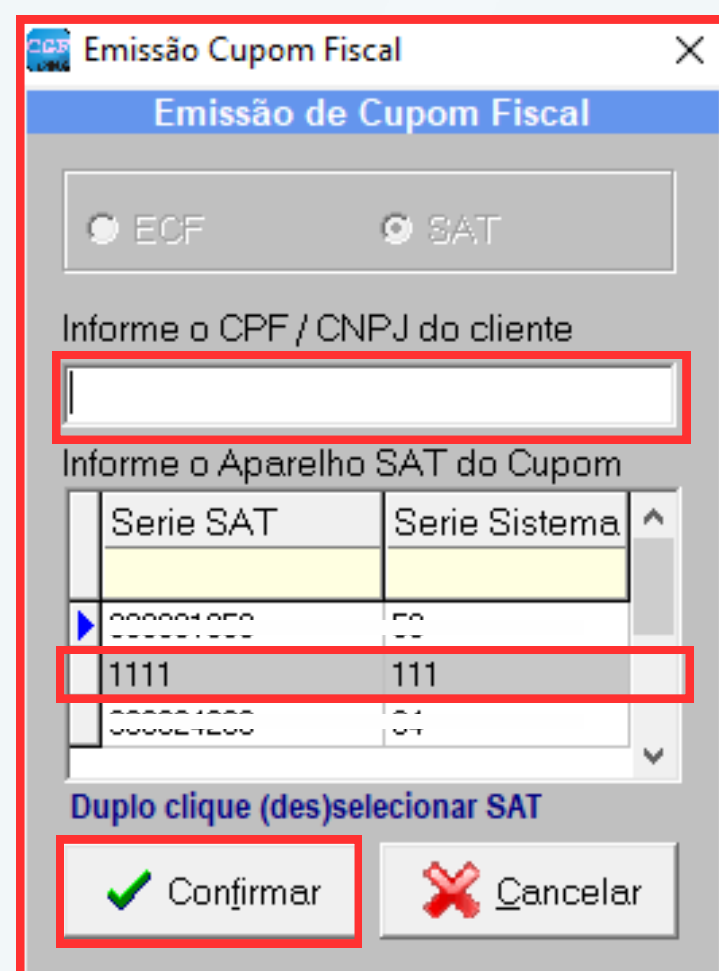 Emissão Cupom Fiscal
Emissão de Cupom Fiscal
ECF SAT
Informe o CPF / CNPJ do cliente
Informe o Aparelho SAT do Cupom
Serie SAT Serie Sistema
1111 111
Duplo clique (des)selecionar SAT
Confirmar Cancelar